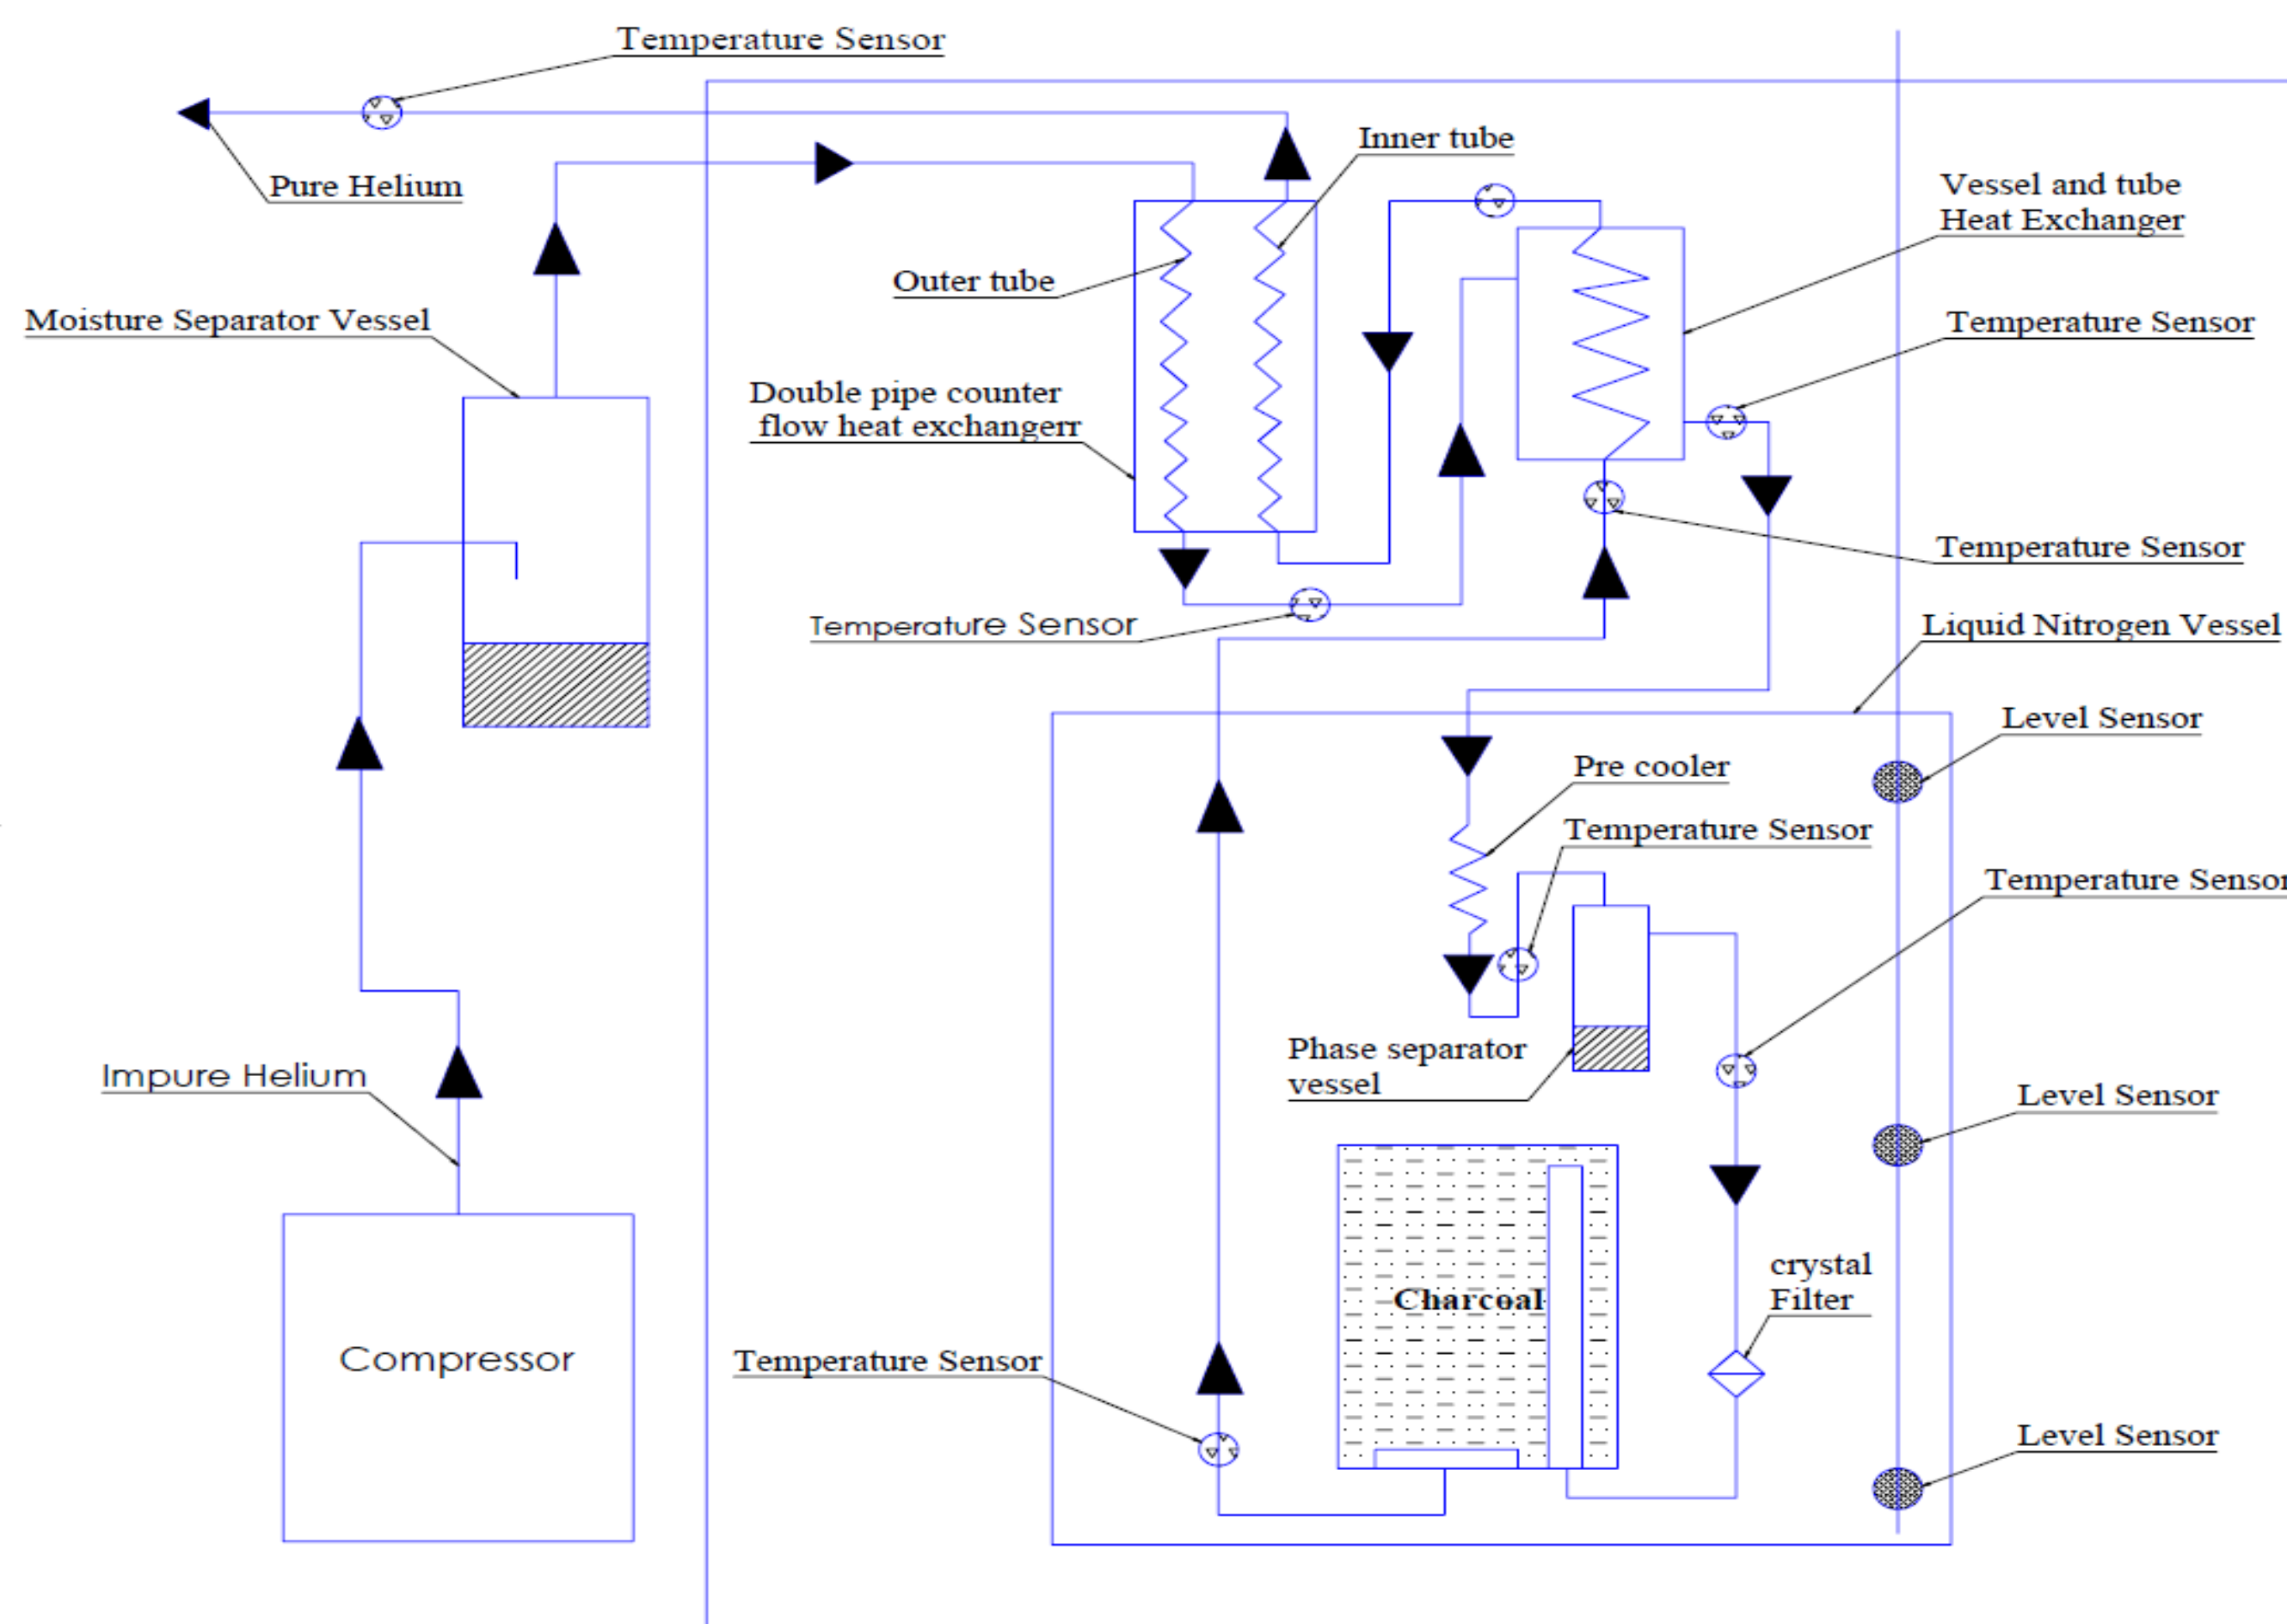 Temperature Sensor
Pure Helium
Inner tube
Vessel and tube
Heat Exchanger
Outer tube
Moisture Separator Vessel
Temperature Sensor
Double pipe counter
flow heat exchangerr
Temperature Sensor
Temperature Sensor
Liquid Nitrogen Vessel
Level Sensor
Pre cooler
Temperature Sensor
Temperature Sensor
Phase separator
vessel
Impure Helium
Level Sensor
crystal
Filter
Charcoal
Compressor
Temperature Sensor
Level Sensor